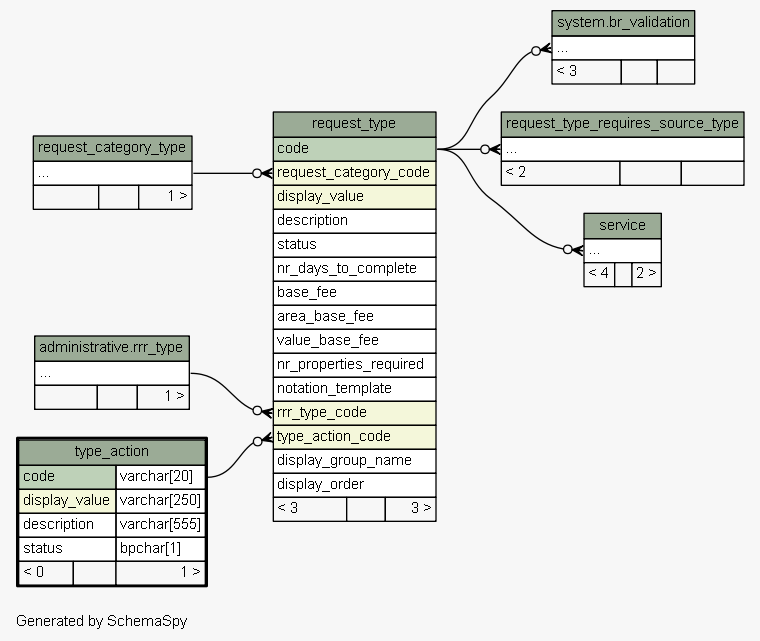 system.br_validation
...
< 3
request_type
code
request_category_code
display_value
description
status
nr_days_to_complete
base_fee
area_base_fee
value_base_fee
nr_properties_required
notation_template
rrr_type_code
type_action_code
display_group_name
display_order
< 3 3 >
request_type_requires_source_type
...
< 2
request_category_type
...
1 >
service
...
< 4 2 >
administrative.rrr_type
...
1 >
type_action
code varchar[20]
display_value varchar[250]
description varchar[555]
status bpchar[1]
< 0 1 >
Generated by SchemaSpy